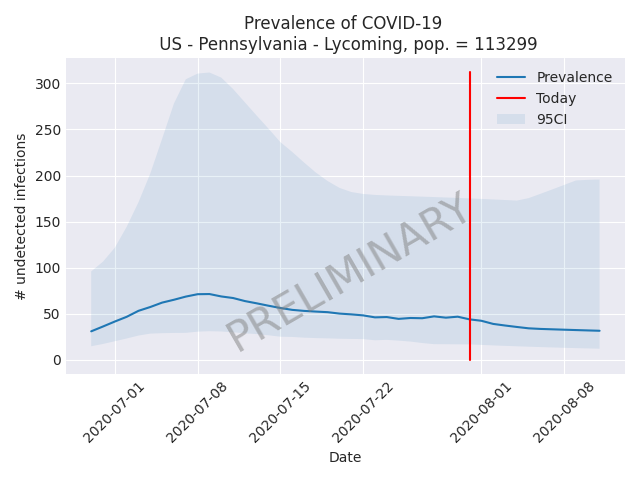 Prevalence of COVID-19
US - Pennsylvania - Lycoming, pop. = 113299
# undetected infections
300
250
200
150
100
50
0
Prevalence
Today
95CI
PRELIMINARY
2020-07-01
2020-07-08
2020-07-15
2020-07-22
2020-08-01
2020-08-08
Date